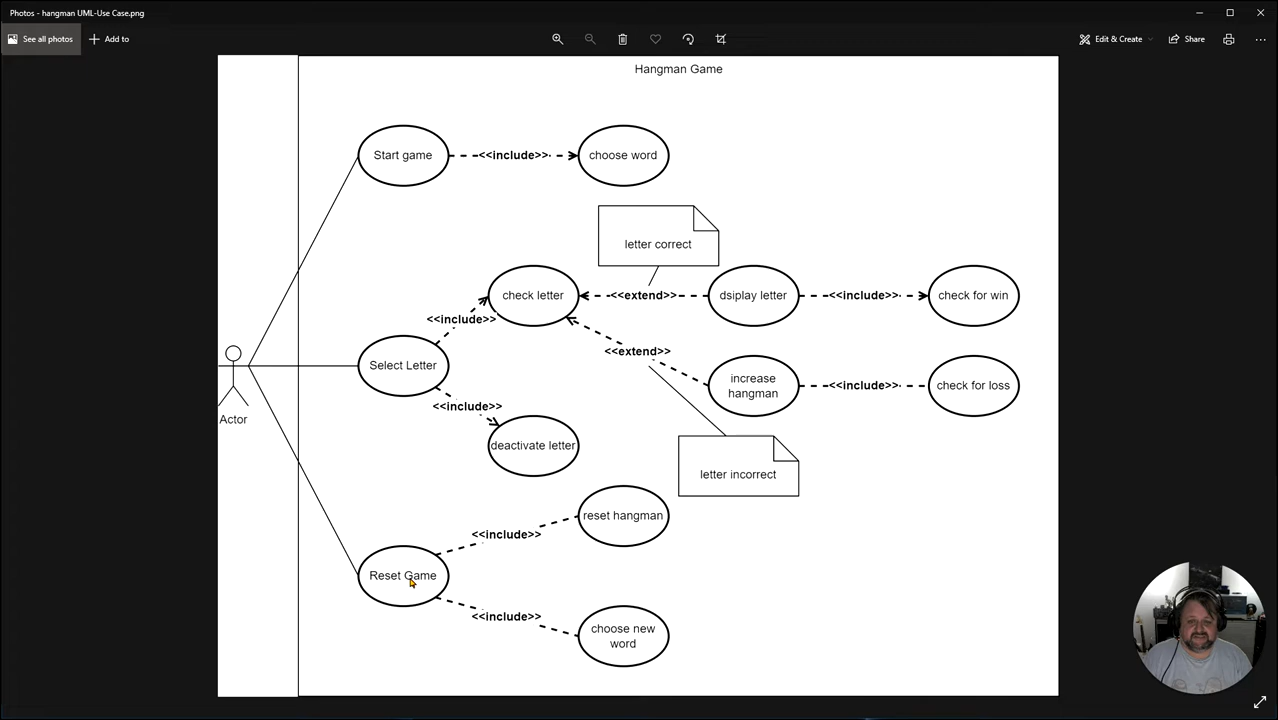 Photos - hangman UML-Use Case.png
See all photos
Add to
Edit & Create
Share
Hangman Game
Start game
<<include>>
choose word
letter correct
check letter
<<extend>>
dsiplay letter
<<include>>
check for win
<<include>>
<<extend>>
Select Letter
increase
hangman
<<include>>
check for loss
<<include>>
Actor
deactivate letter
letter incorrect
reset hangman
<<include>>
Reset Game
<<include>>
choose new
word